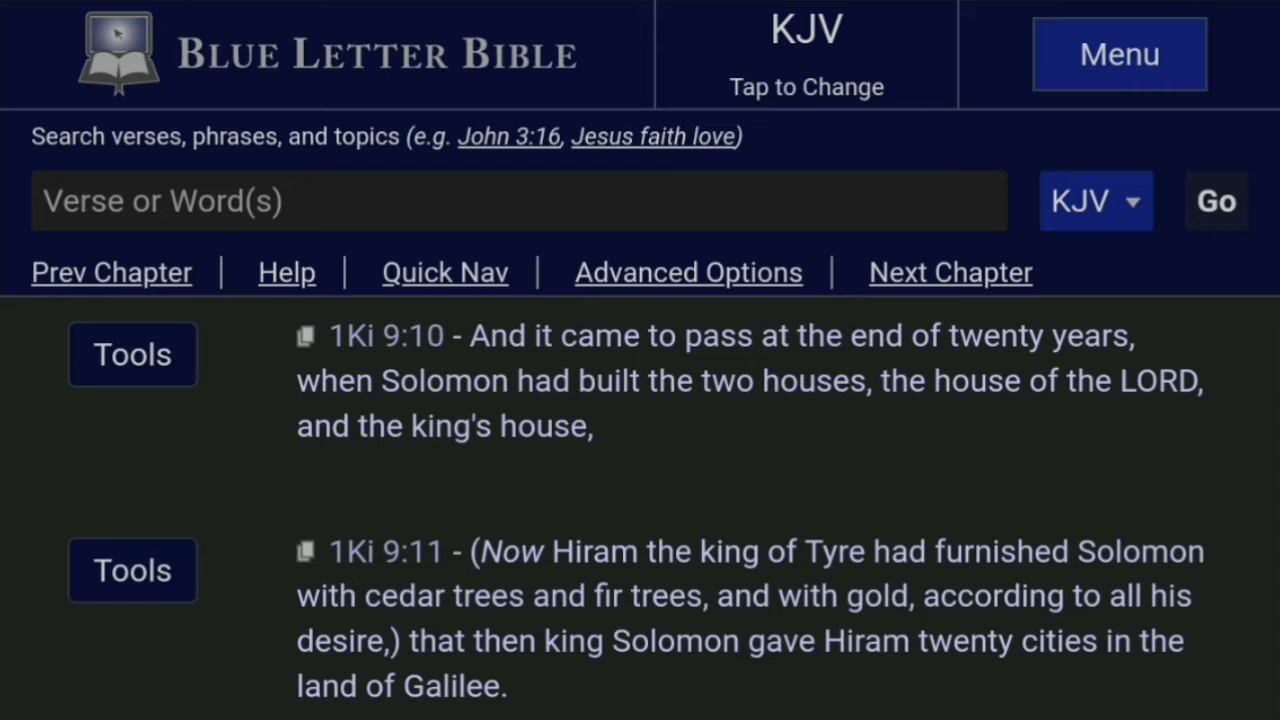 BLUE LETTER BIBLE
KJV
Tap to Change
Menu
Search verses, phrases, and topics (e.g. John 3:16, Jesus faith love)
Verse or Word(s)
KJV
Go
Prev Chapter | Help | Quick Nav | Advanced Options | Next Chapter
Tools
1Ki 9:10 - And it came to pass at the end of twenty years,
when Solomon had built the two houses, the house of the LORD,
and the king's house,
Tools
1Ki 9:11 - (Now Hiram the king of Tyre had furnished Solomon
with cedar trees and fir trees, and with gold, according to all his
desire,) that then king Solomon gave Hiram twenty cities in the
land of Galilee.